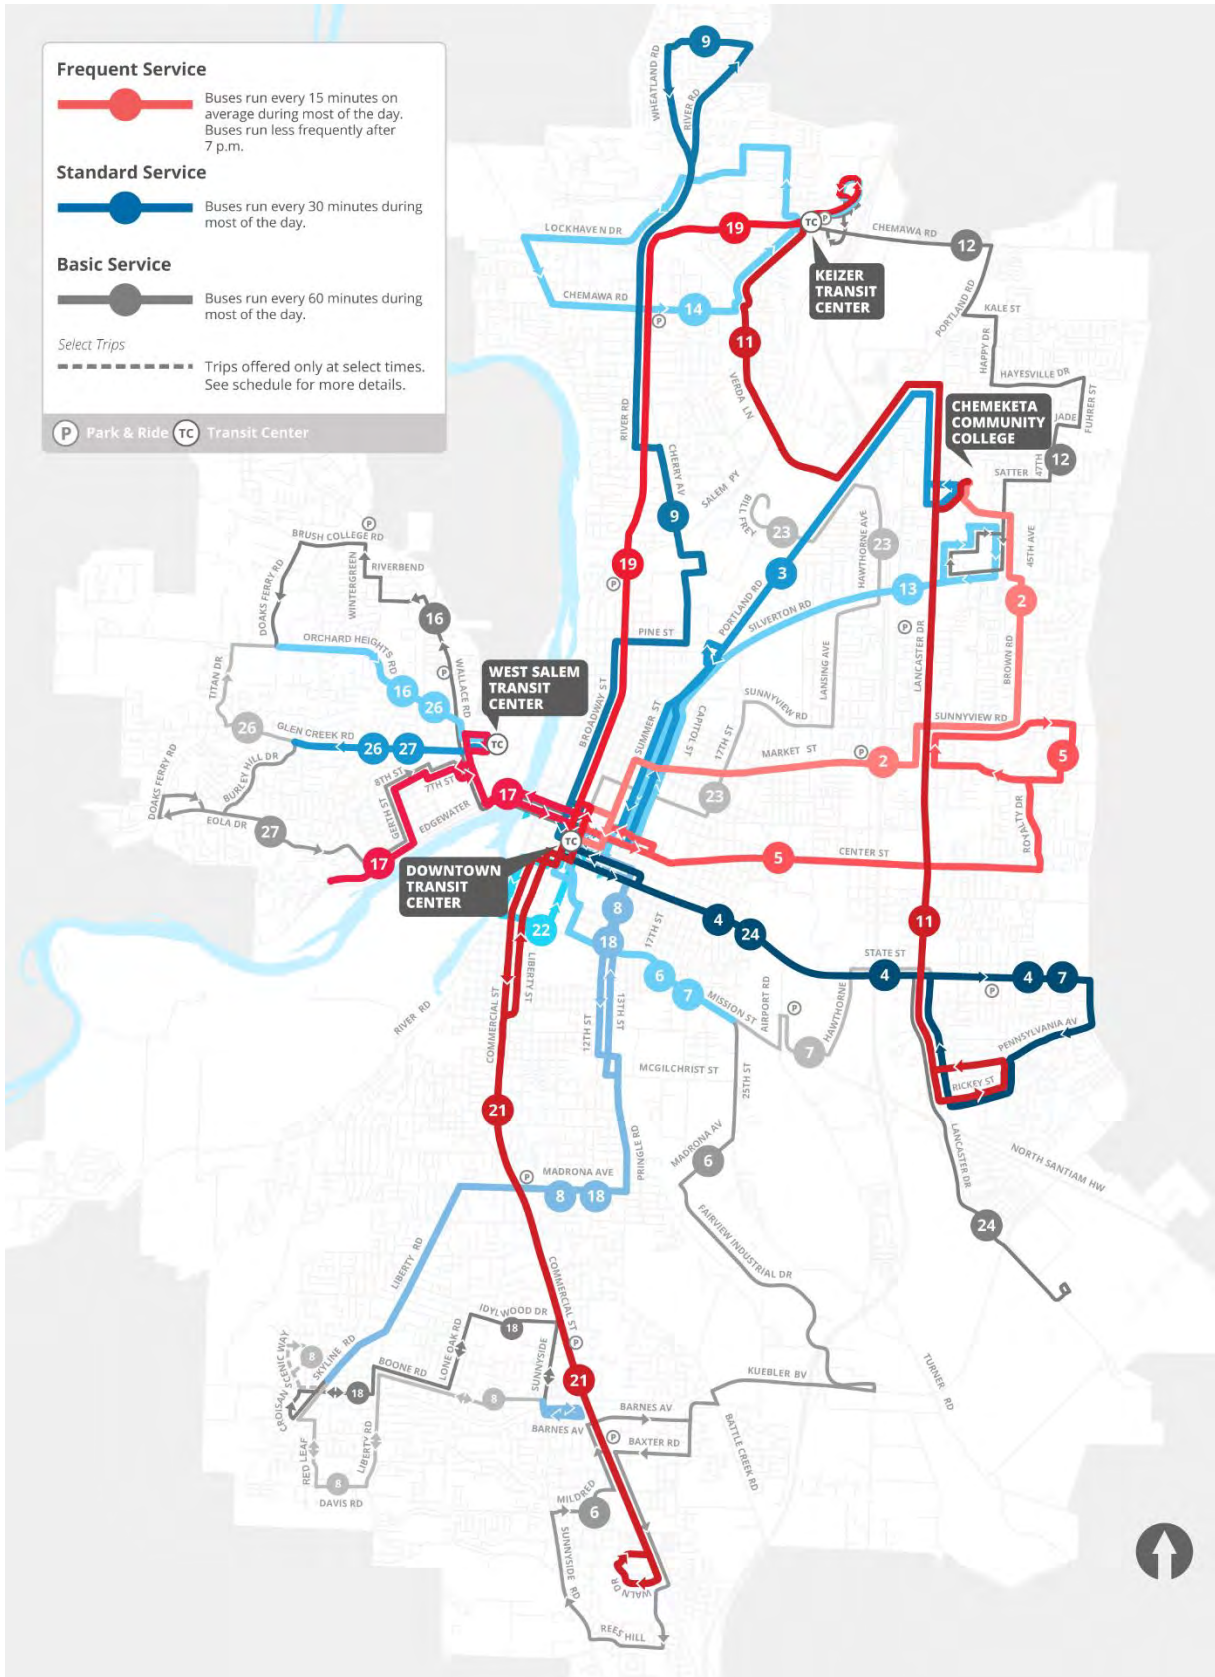 Frequent Service
Buses run every 15 minutes on
average during most of the day.
Buses run less frequently after
7 p.m.
Standard Service
Buses run every 30 minutes during
most of the day.
Basic Service
Buses run every 60 minutes during
most of the day.
Select Trips
Trips offered only at select times.
See schedule for more details.
P Park & Ride TC Transit Center
9
WHEATLAND RD
RIVER RD
LOCKHAVEN DR
19
TC
P
CHEMAWA RD
12
KEIZER
TRANSIT
CENTER
CHEMAWA RD
14
P
PORTLAND RD
KALE ST
11
HAPPY DR
HAYESVILLE DR
FUHRER ST
VERDA LN
CHEMEKETA
COMMUNITY
COLLEGE
JADE
RIVER RD
CHERRY AV
47TH
12
SATTER
SALEM PY
BILL FREY
23
HAWTHORNE AVE
23
9
P
BRUSH COLLEGE RD
RIVERBEND
WINTERGREEN
DOAKS FERRY RD
16
19
P
3
45TH AVE
13
2
PORTLAND RD
SILVERTON RD
P
LANCASTER DR
BROWN RD
PINE ST
ORCHARD HEIGHTS RD
WALLACE RD
P
16
26
TITAN DR
WEST SALEM
TRANSIT
CENTER
TC
LANSING AVE
SUNNYVIEW RD
SUNNYVIEW RD
BROADWAY ST
SUMMER ST
CAPITOL ST
17TH ST
26
GLEN CREEK RD
26
27
MARKET ST
P
2
5
DOAKS FERRY RD
BURLEY HILL DR
8TH ST
7TH ST
GERTH ST
EDGEWATER
17
23
ROYALTY DR
EOLA DR
27
17
TC
5
CENTER ST
DOWNTOWN
TRANSIT
CENTER
8
22
18
17TH ST
4
24
11
STATE ST
4
4
7
P
6
7
MISSION ST
AIRPORT RD
P
HAWTHORNE
7
LIBERTY ST
COMMERCIAL ST
RIVER RD
12TH ST
13TH ST
PENNSYLVANIA AV
MCGILCHRIST ST
25TH ST
RICKEY ST
21
PRINGLE RD
MADRONA AV
6
LANCASTER DR
NORTH SANTIAM HW
P
MADRONA AVE
8
18
FAIRVIEW INDUSTRIAL DR
24
LIBERTY RD
COMMERCIAL ST
IDYLWOOD DR
18
LONE OAK RD
P
SUNNYSIDE
CROISAN SCENIC WAY
8
SKYLINE RD
BOONE RD
18
8
21
KUEBLER BV
TURNER RD
BARNES AV
BARNES AV
P
BAXTER RD
BATTLE CREEK RD
RED LEAF
LIBERTY RD
8
DAVIS RD
MILDRED
6
SUNNYSIDE RD
WALN DR
REES HILL